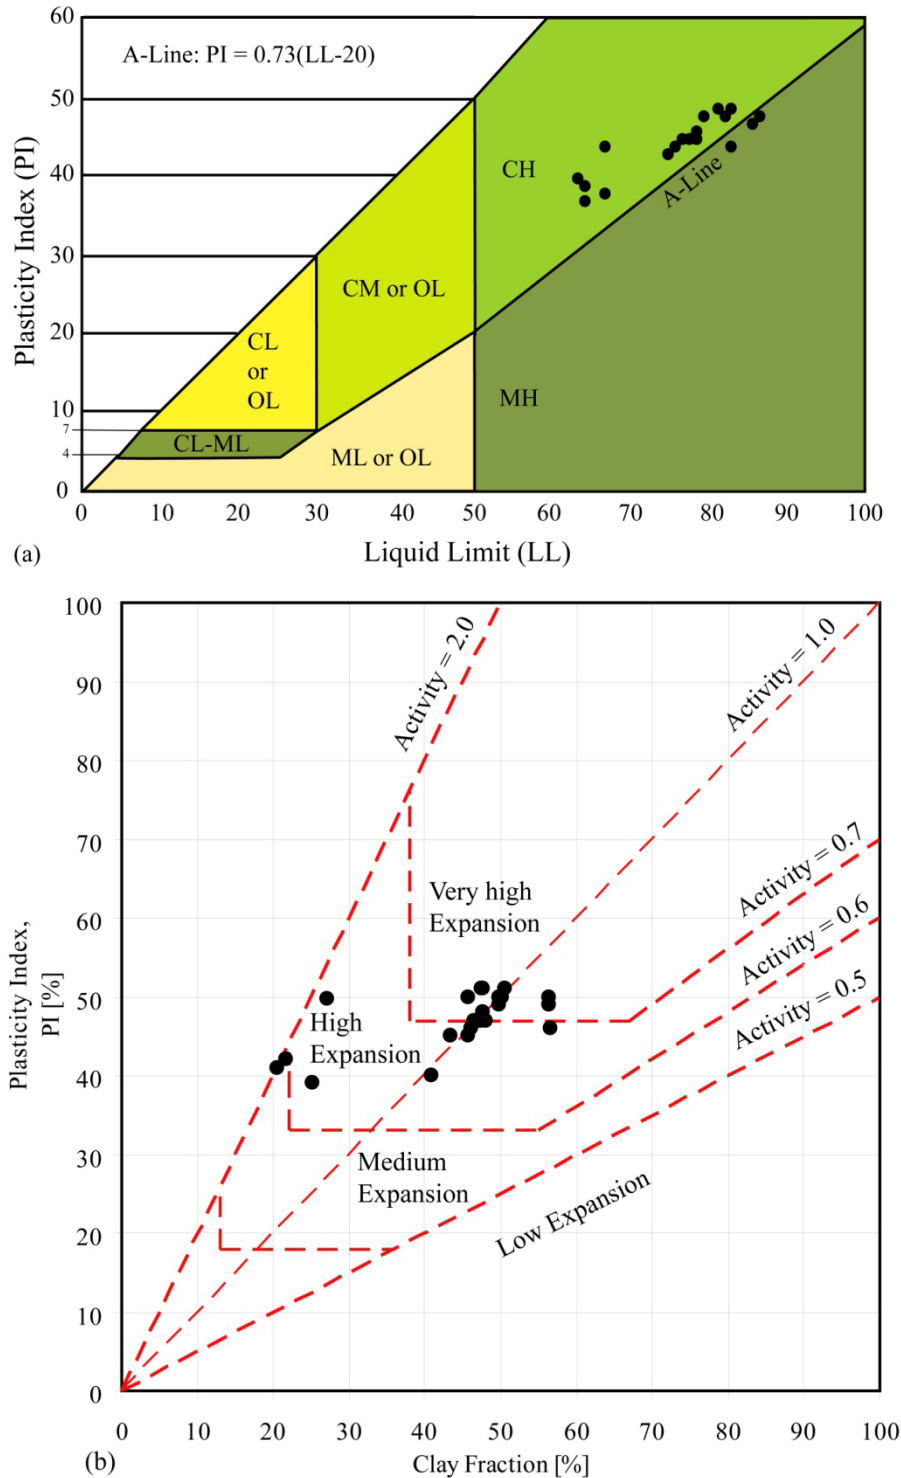 60
A-Line: PI = 0.73(LL-20)
50
40
CH
A-Line
30
CM or OL
20
CL
or
OL
MH
10
7
CL-ML
4
ML or OL
0
Plasticity Index (PI)
0 10 20 30 40 50 60 70 80 90 100
(a)
Liquid Limit (LL)
100
90
80
70
60
50
40
30
20
10
0
Activity = 2.0
Activity = 1.0
Activity = 0.7
Activity = 0.6
Activity = 0.5
Very high
Expansion
High
Expansion
Medium
Expansion
Low Expansion
Plasticity Index,
PI [%]
0 10 20 30 40 50 60 70 80 90 100
(b)
Clay Fraction [%]